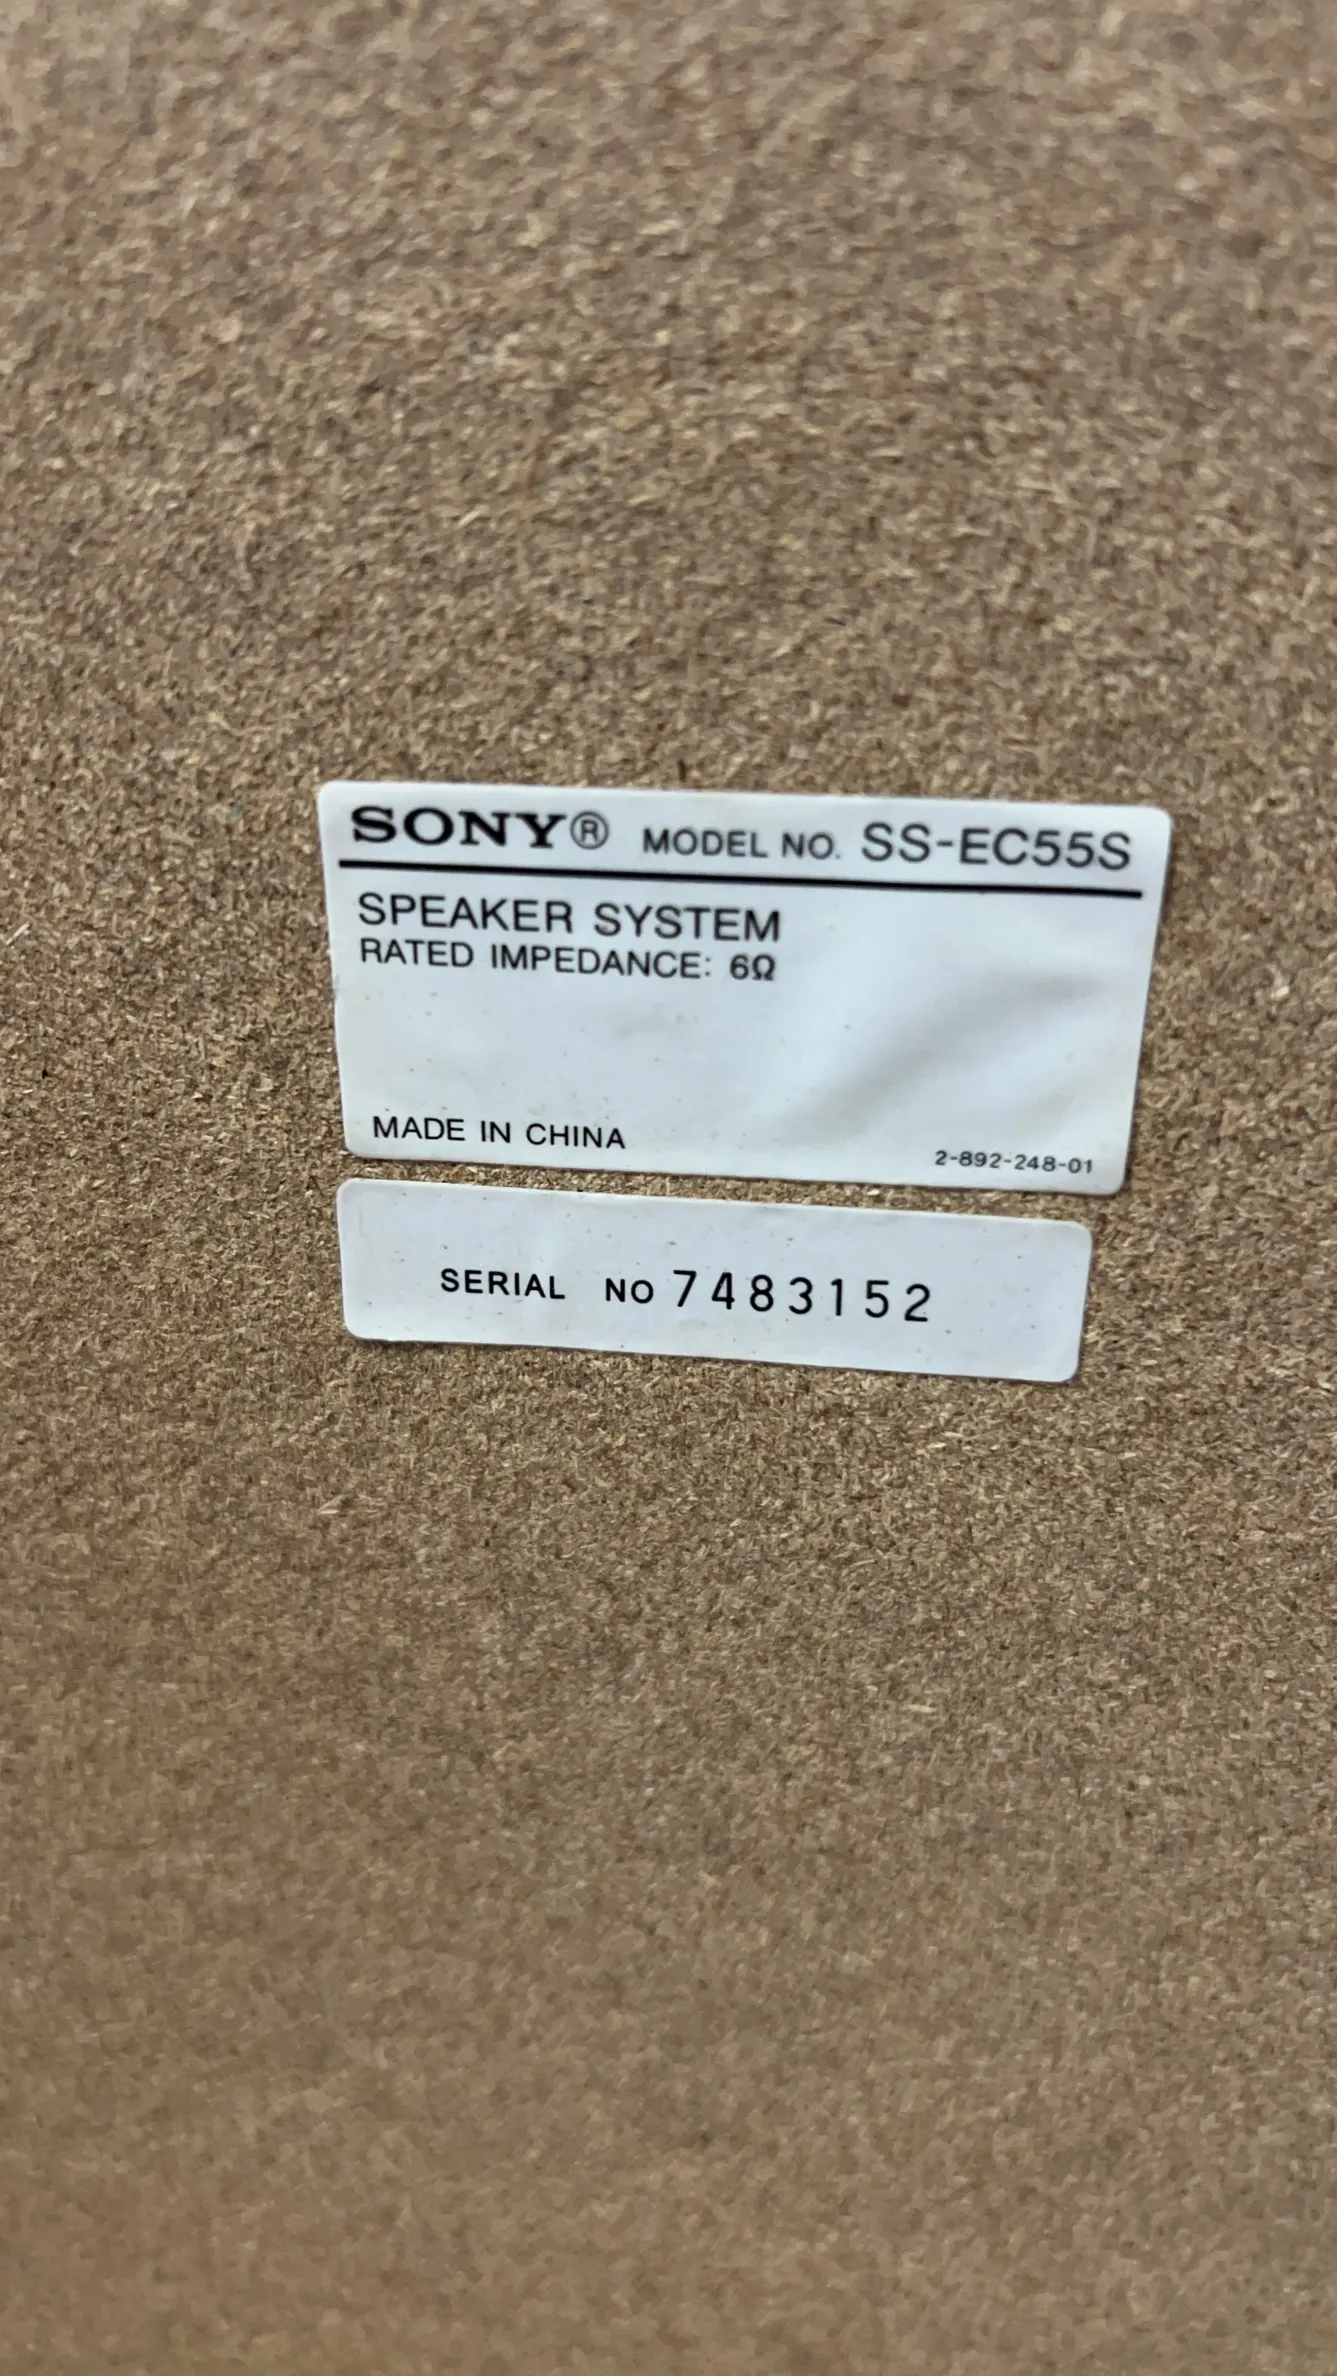 SONY® MODEL NO. SS-EC55S
SPEAKER SYSTEM
RATED IMPEDANCE: 6Ω
MADE IN CHINA
2-892-248-01
SERIAL NO 7483152